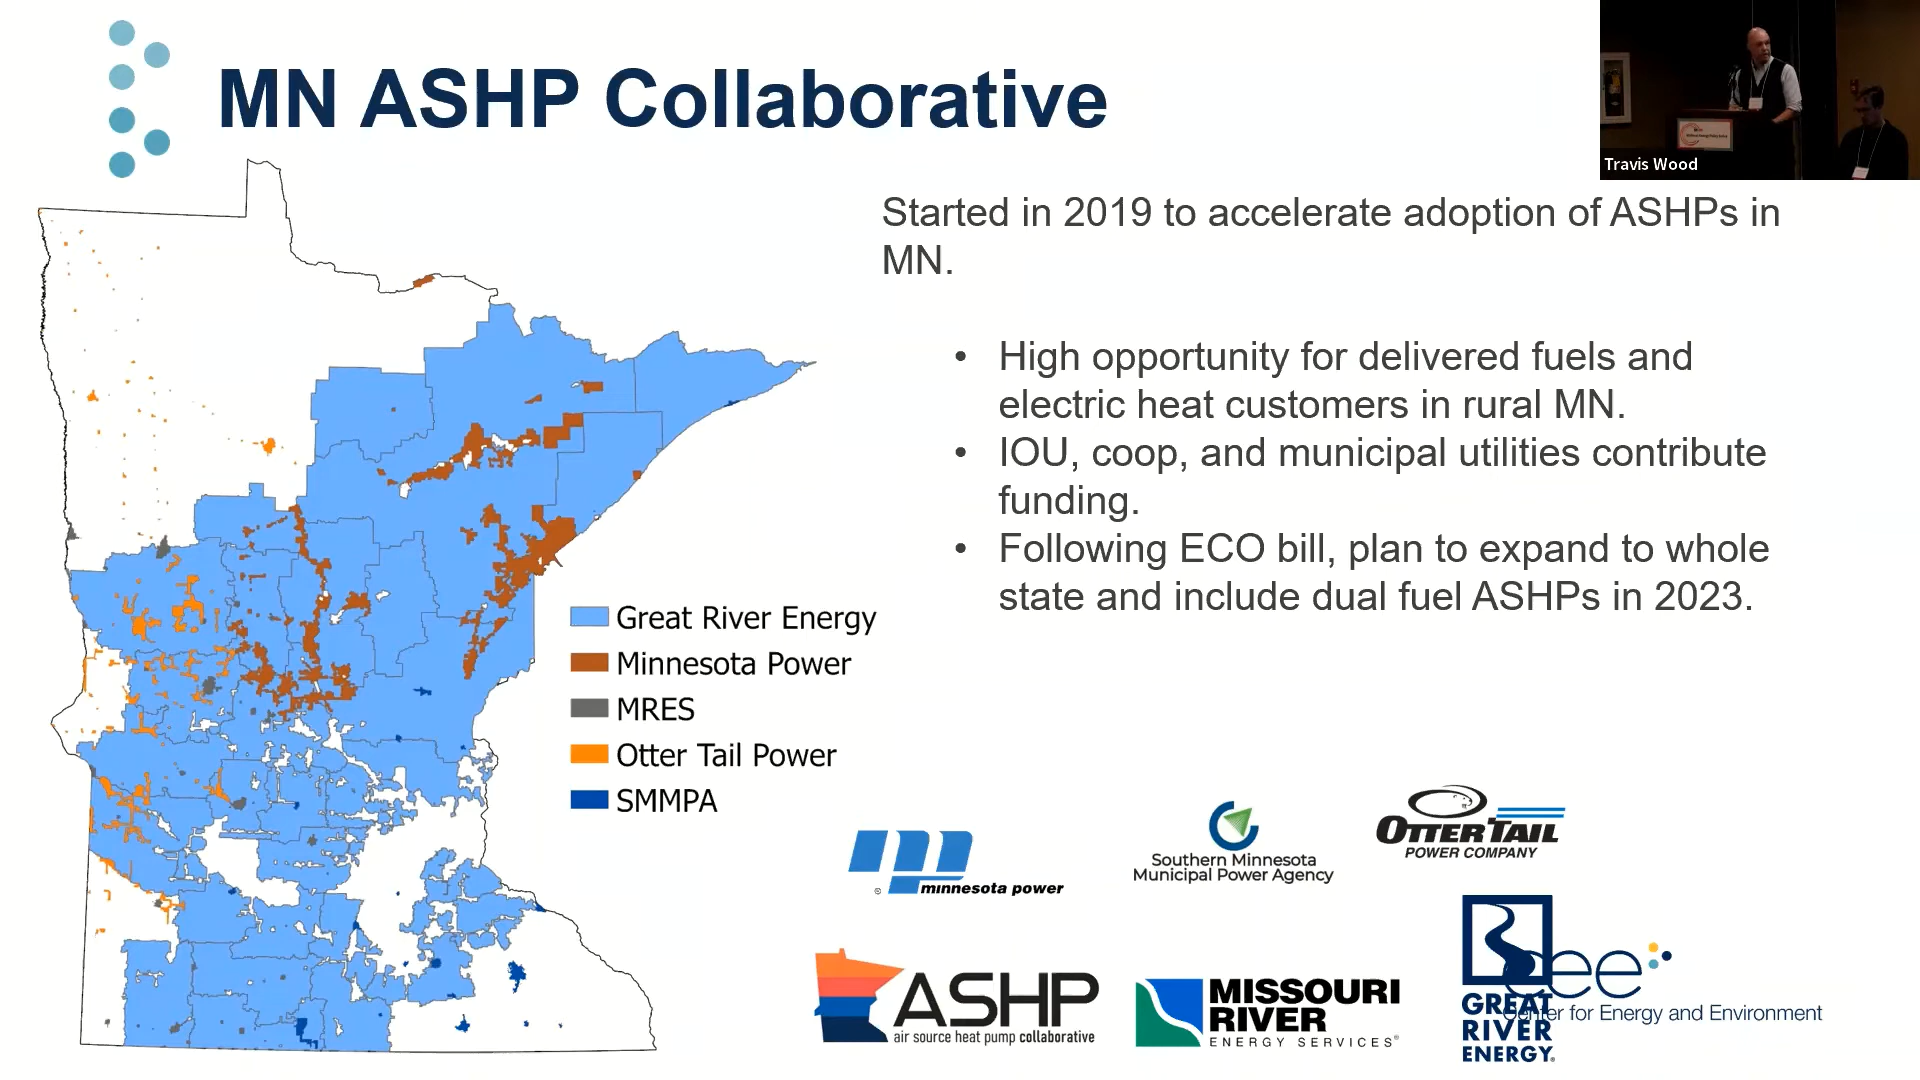 MN ASHP Collaborative
Travis Wood
Started in 2019 to accelerate adoption of ASHPs in
MN.
• High opportunity for delivered fuels and
electric heat customers in rural MN.
• IOU, coop, and municipal utilities contribute
funding.
• Following ECO bill, plan to expand to whole
state and include dual fuel ASHPs in 2023.
Great River Energy
Minnesota Power
MRES
Otter Tail Power
SMMPA
® minnesota power
Southern Minnesota
Municipal Power Agency
OTTER TAIL
POWER COMPANY
ASHP
air source heat pump collaborative
MISSOURI
RIVER
ENERGY SERVICES®
GREAT
RIVER
ENERGY®
cee
Center for Energy and Environment